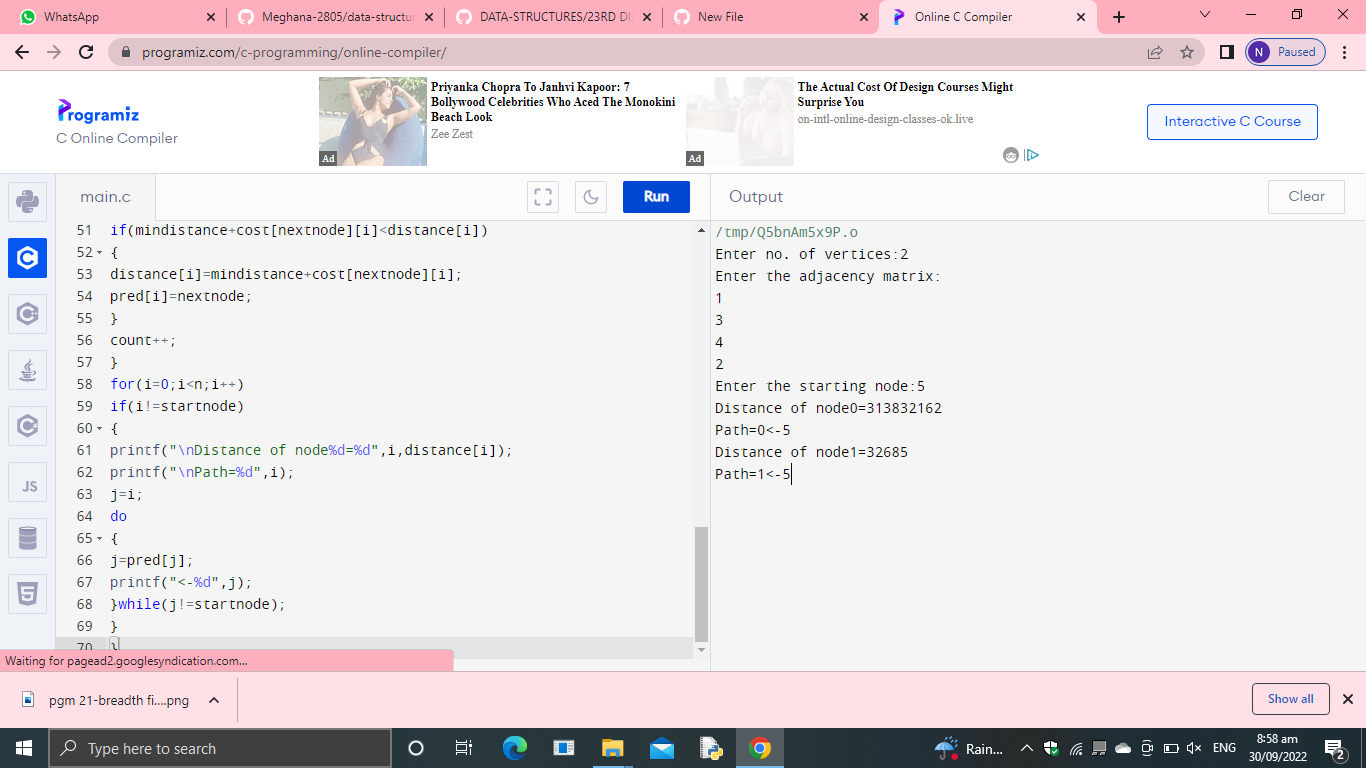 WhatsApp
Meghana-2805/data-structu
DATA-STRUCTURES/23RD DI
New File
Online C Compiler
programiz.com/c-programming/online-compiler/
N Paused
Programiz
C Online Compiler
Priyanka Chopra To Janhvi Kapoor: 7
Bollywood Celebrities Who Aced The Monokini
Beach Look
Zee Zest
Ad
The Actual Cost Of Design Courses Might
Surprise You
on-intl-online-design-classes-ok.live
Ad
Interactive C Course
main.c
Run
Output
Clear
JS
51 if(mindistance+cost[nextnode][i]<distance[i])
52 {
53 distance[i]=mindistance+cost[nextnode][i];
54 pred[i]=nextnode;
55 }
56 count++;
57 }
58 for(i=0;i<n;i++)
59 if(i!=startnode)
60 {
61 printf("\nDistance of node%d=%d",i,distance[i]);
62 printf("\nPath=%d",i);
63 j=i;
64 do
65 {
66 j=pred[j];
67 printf("<-%d",j);
68 }while(j!=startnode);
69 }
70 }
/tmp/Q5bnAm5x9P.o
Enter no. of vertices:2
Enter the adjacency matrix:
1
3
4
2
Enter the starting node:5
Distance of node0=313832162
Path=0<-5
Distance of node1=32685
Path=1<-5
Waiting for pagead2.googlesyndication.com...
pgm 21-breadth fi....png
Show all
Type here to search
Rain...
ENG
8:58 am
30/09/2022
2